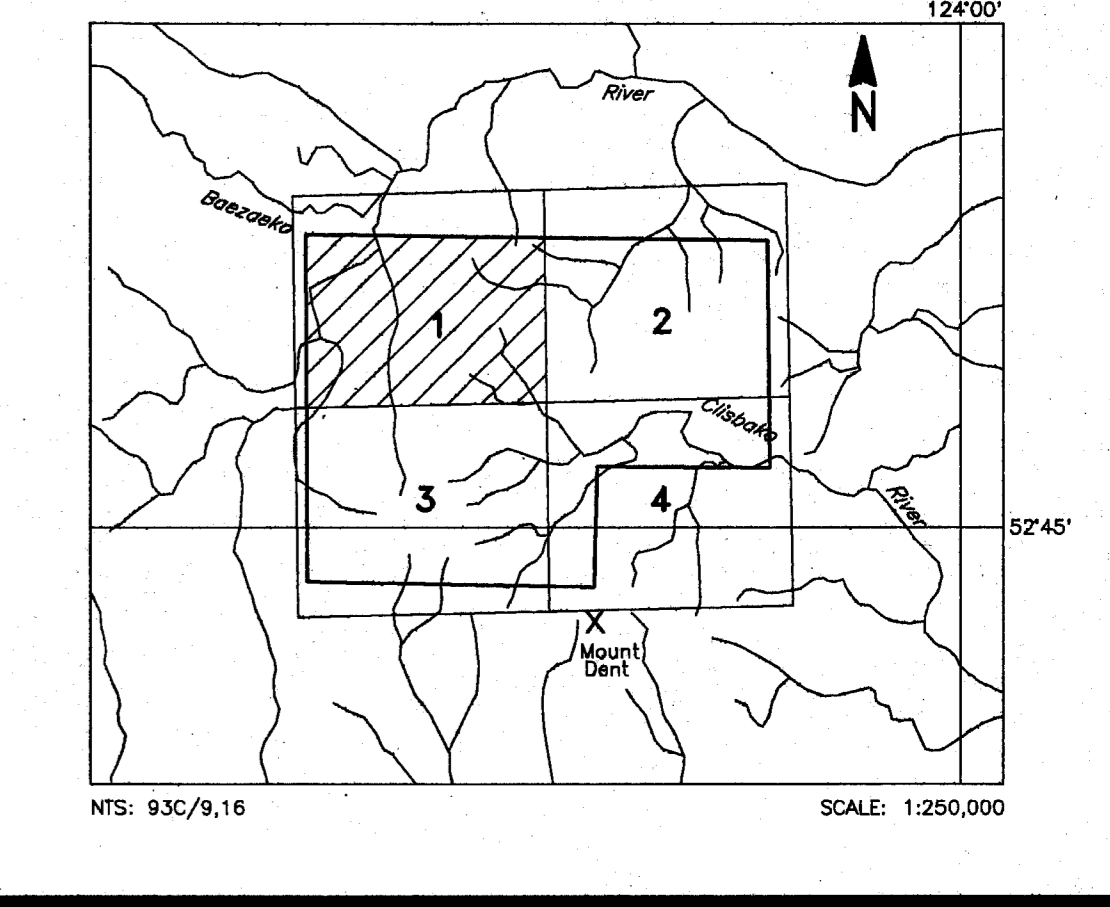 124°00'
N
River
Baezaeko
1
2
Clisbako
3
4
River
52°45'
X
Mount
Dent
NTS: 93C/9,16
SCALE: 1:250,000